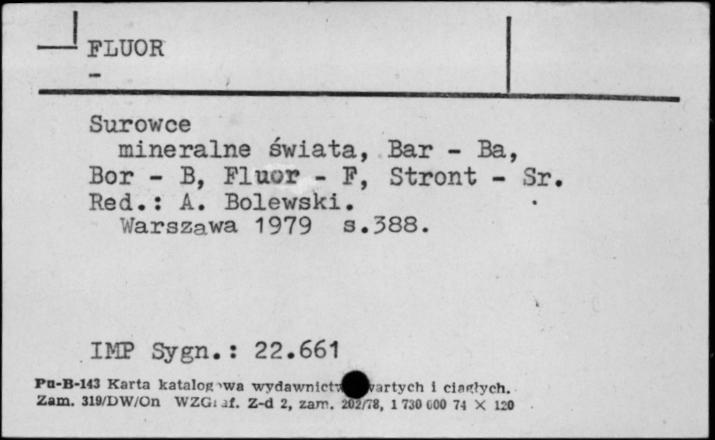 FLUOR
-
Surowce
mineralne świata, Bar - Ba,
Bor - B, Fluor - F, Stront - Sr.
Red.: A. Bolewski.
Warszawa 1979 s.388.
IMP Sygn.: 22.661
Pu-B-143 Karta katalogowa wydawnictw wartych i ciągłych.
Zam. 319/DW/On WZGraf. Z-d 2, zam. 202/78, 1 730 000 74 X 120